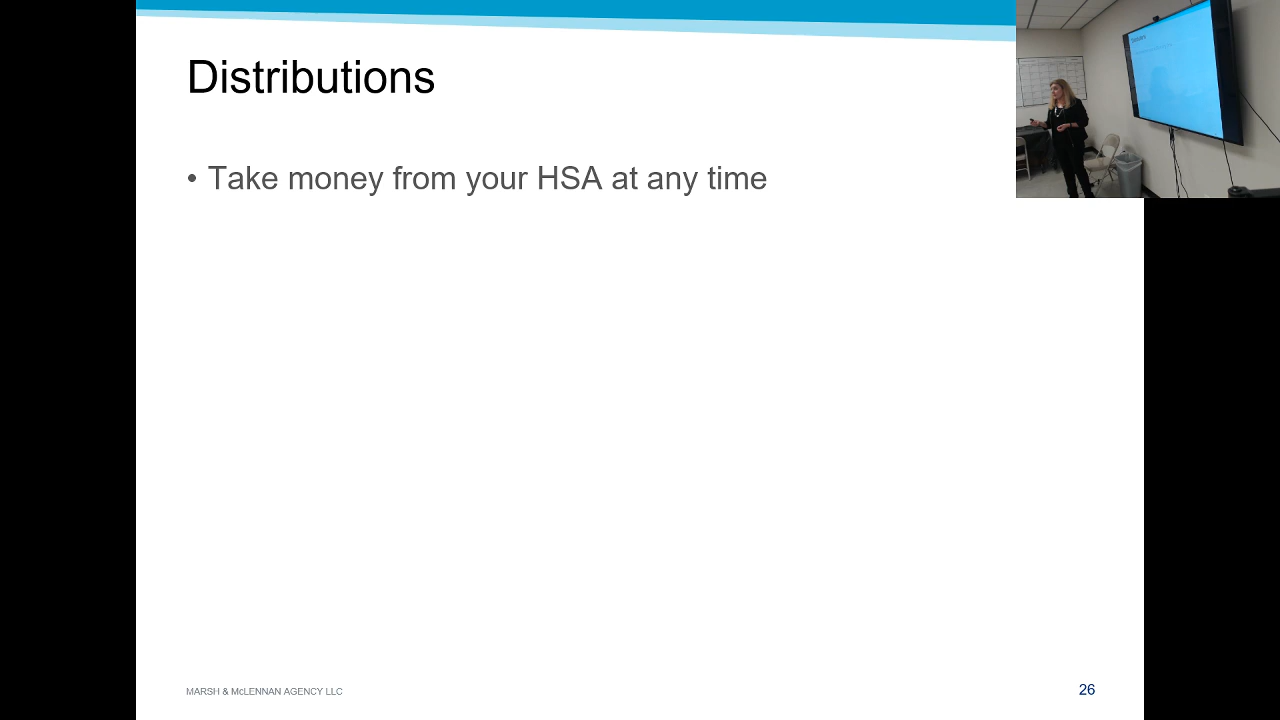 Distributions
• Take money from your HSA at any time
MARSH & McLENNAN AGENCY LLC
26